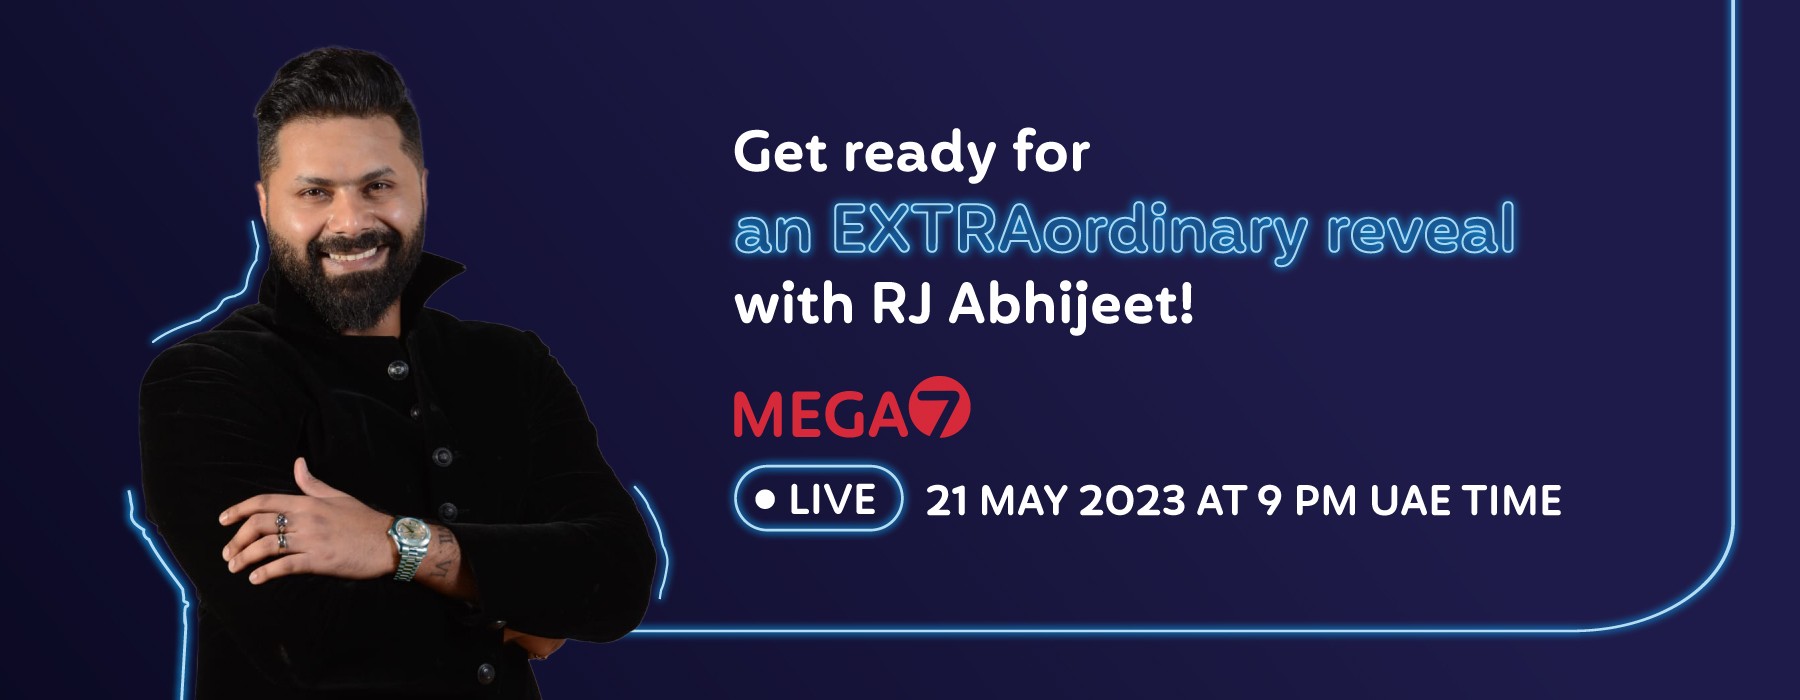 Get ready for
an EXTRAordinary reveal
with RJ Abhijeet!
MEGA7
LIVE 21 MAY 2023 AT 9 PM UAE TIME